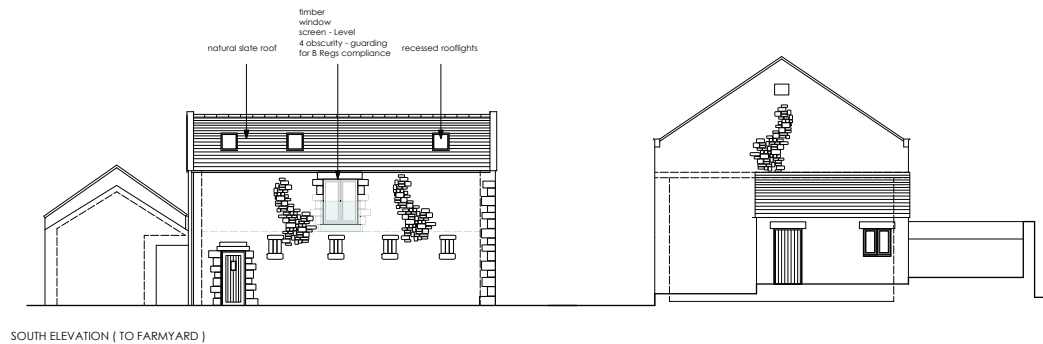 timber
window
screen - Level
4 obscurity - guarding
for B Regs compliance
natural slate roof
recessed rooflights
SOUTH ELEVATION ( TO FARMYARD )